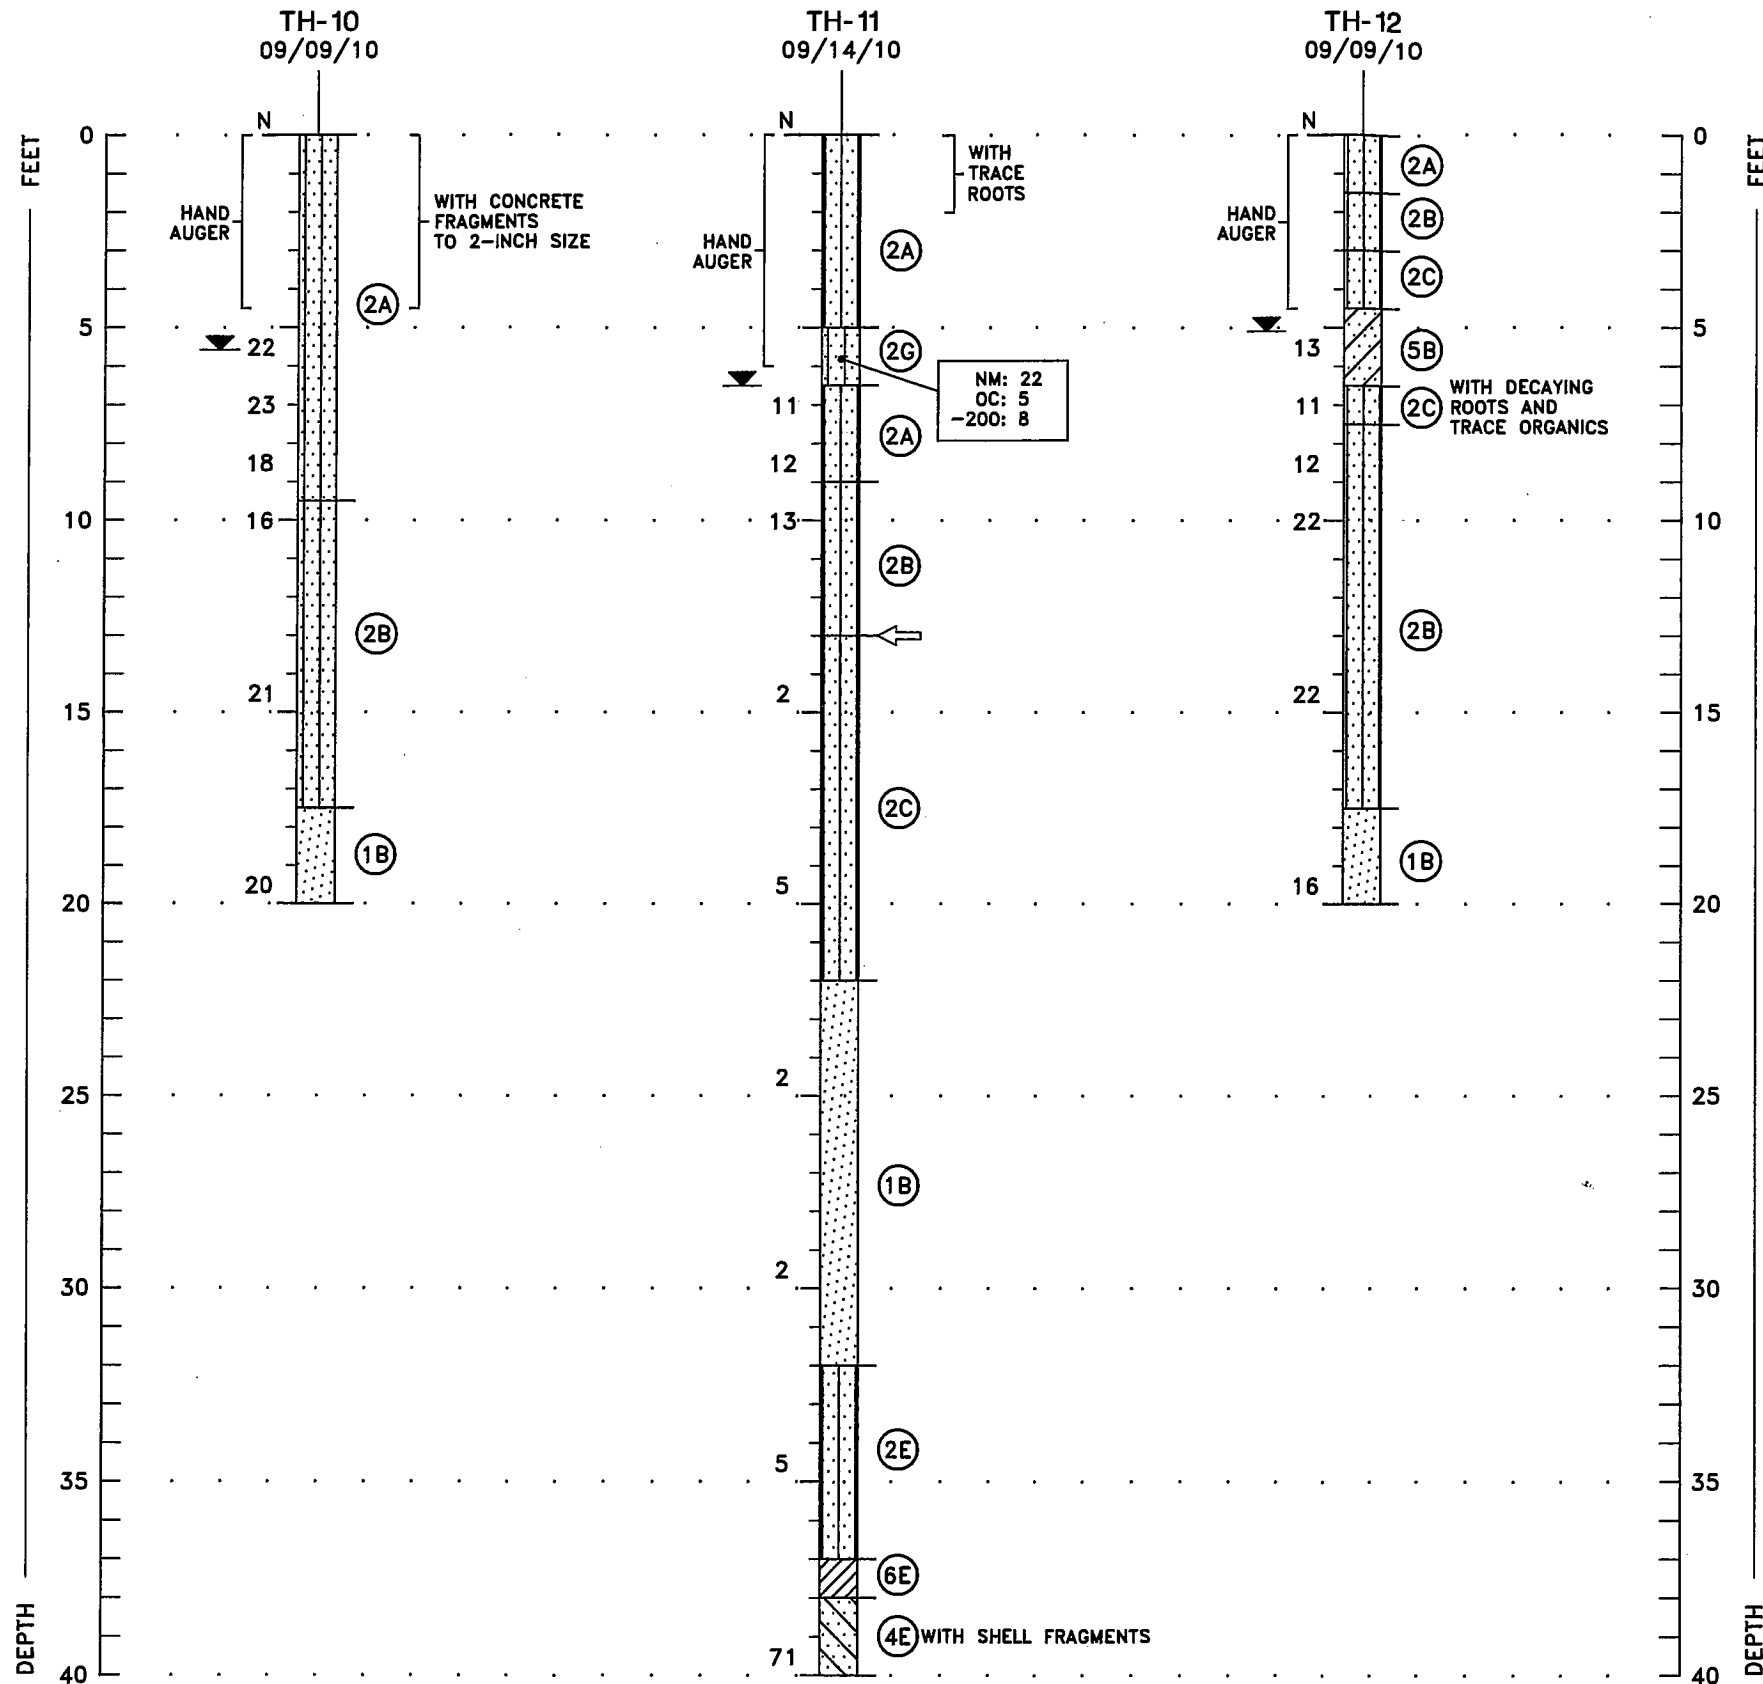 TH-10
09/09/10
TH-11
09/14/10
TH-12
09/09/10
FEET
DEPTH
0
5
10
15
20
25
30
35
40
N
HAND
AUGER
WITH CONCRETE
FRAGMENTS
TO 2-INCH SIZE
2A
22
23
18
16
2B
21
1B
20
N
HAND
AUGER
WITH
TRACE
ROOTS
2A
2G
NM: 22
OC: 5
-200: 8
11
2A
12
13
2B
2
2C
5
2
1B
2
2E
5
6E
4E WITH SHELL FRAGMENTS
71
N
HAND
AUGER
2A
2B
2C
13
5B
11
2C WITH DECAYING
ROOTS AND
TRACE ORGANICS
12
22
2B
22
1B
16
0
5
10
15
20
25
30
35
40
FEET
DEPTH